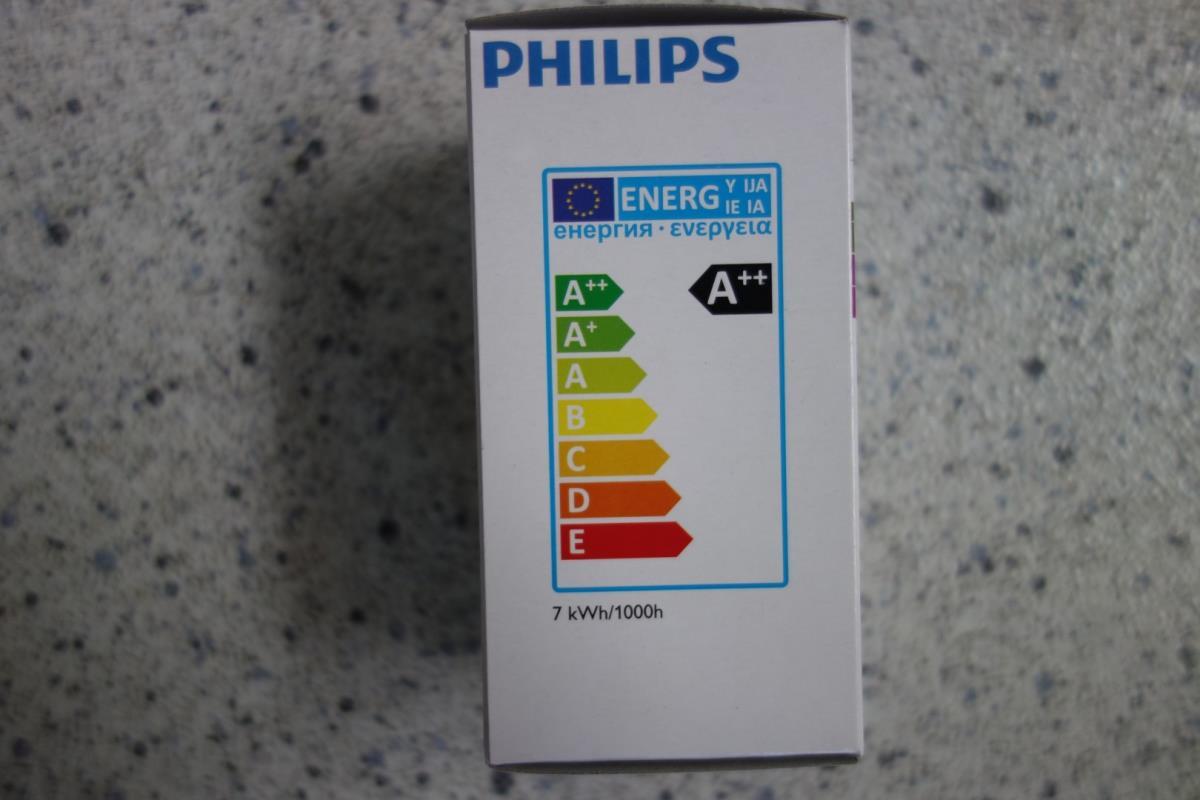 PHILIPS
ENERG Y IJA
IE IA
енергия · ενεργεια
A++ A++
A+
A
B
C
D
E
7 kWh/1000h